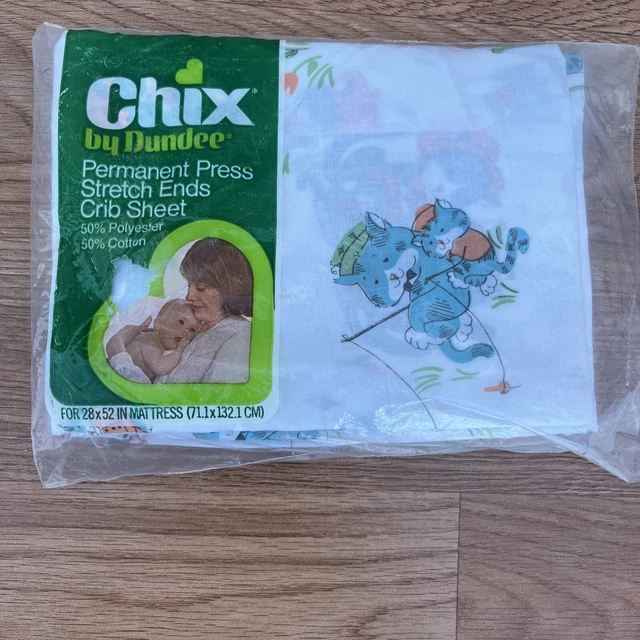 Chix*
by Dundee*
Permanent Press
Stretch Ends
Crib Sheet
50% Polyester
50% Cotton
FOR 28x52 IN MATTRESS (71.1x132.1 CM)